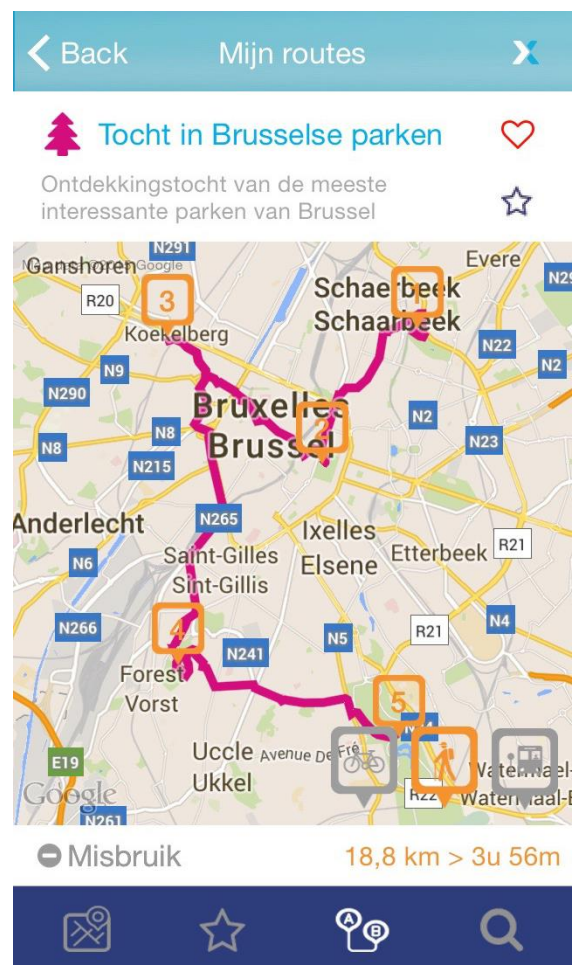 Back
Mijn routes
Tocht in Brusselse parken
Ontdekkingstocht van de meeste
interessante parken van Brussel
N291
Ganshoren
Google
Evere
R20
3
Schaerbeek
1
Schaarbeek
Koekelberg
N22
N9
N2
N290
Bruxelles
2
N2
N8
N8
Brussel
N23
N215
Anderlecht
N265
Ixelles
R21
Saint-Gilles
Elsene
Etterbeek
N6
Sint-Gillis
N266
4
N5
R21
N4
N241
Forest
5
Vorst
Uccle
Avenue De Fré
E19
Ukkel
Google
R22
N261
Misbruik
18,8 km > 3u 56m
A
B